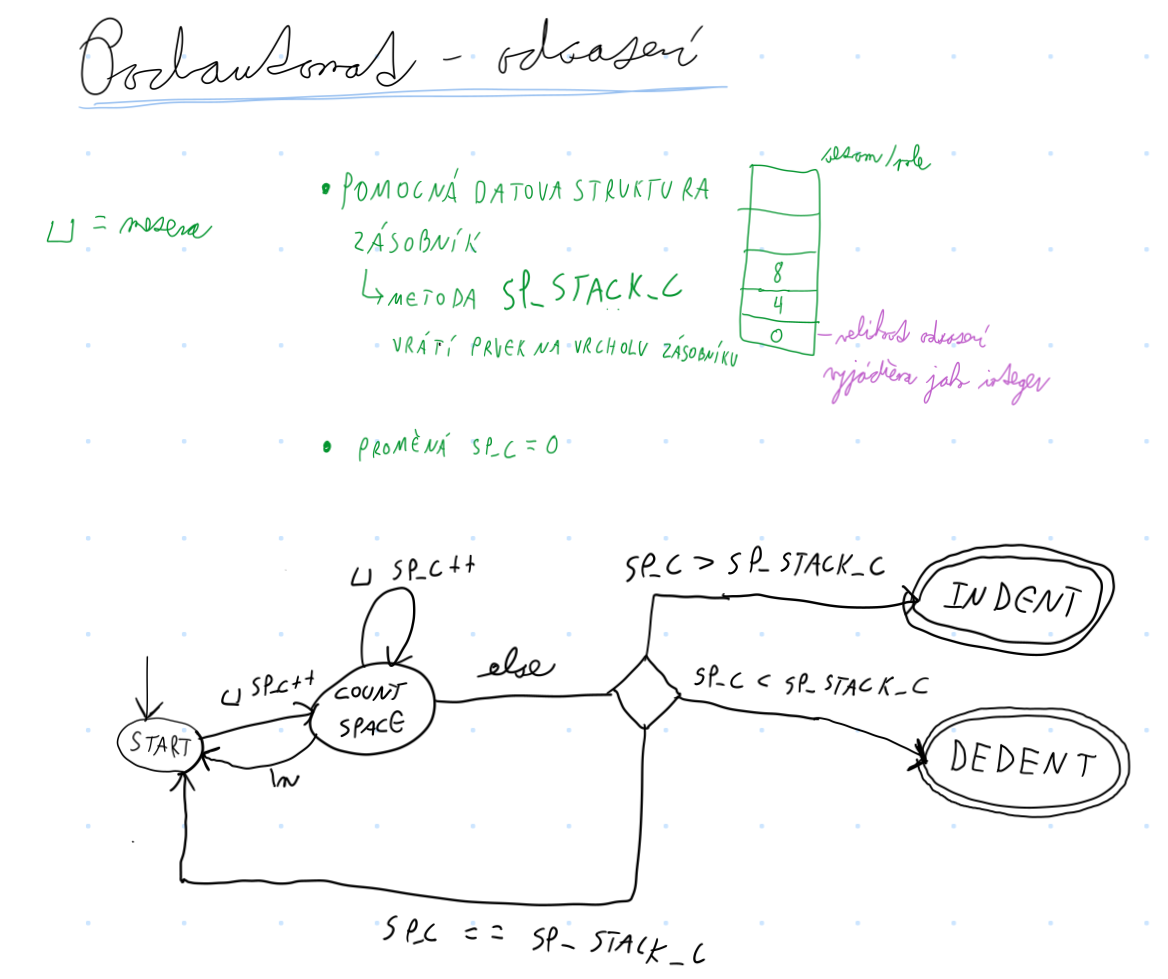 Podautomat - odsazení
seznam/pole
• POMOCNÁ DATOVA STRUKTURA
⊔ = mezera
ZÁSOBNÍK
↳ METODA SP_STACK_C
VRÁTÍ PRVEK NA VRCHOLU ZÁSOBNÍKU
8
4
0
- velikost odsazení
vyjádřena jako integer
• PROMĚNÁ SP_C = 0
⊔ SP_C++
SP_C > SP_STACK_C
INDENT
else
⊔ SP_C++
COUNT
SPACE
SP_C < SP_STACK_C
START
\n
DEDENT
SP_C == SP_STACK_C